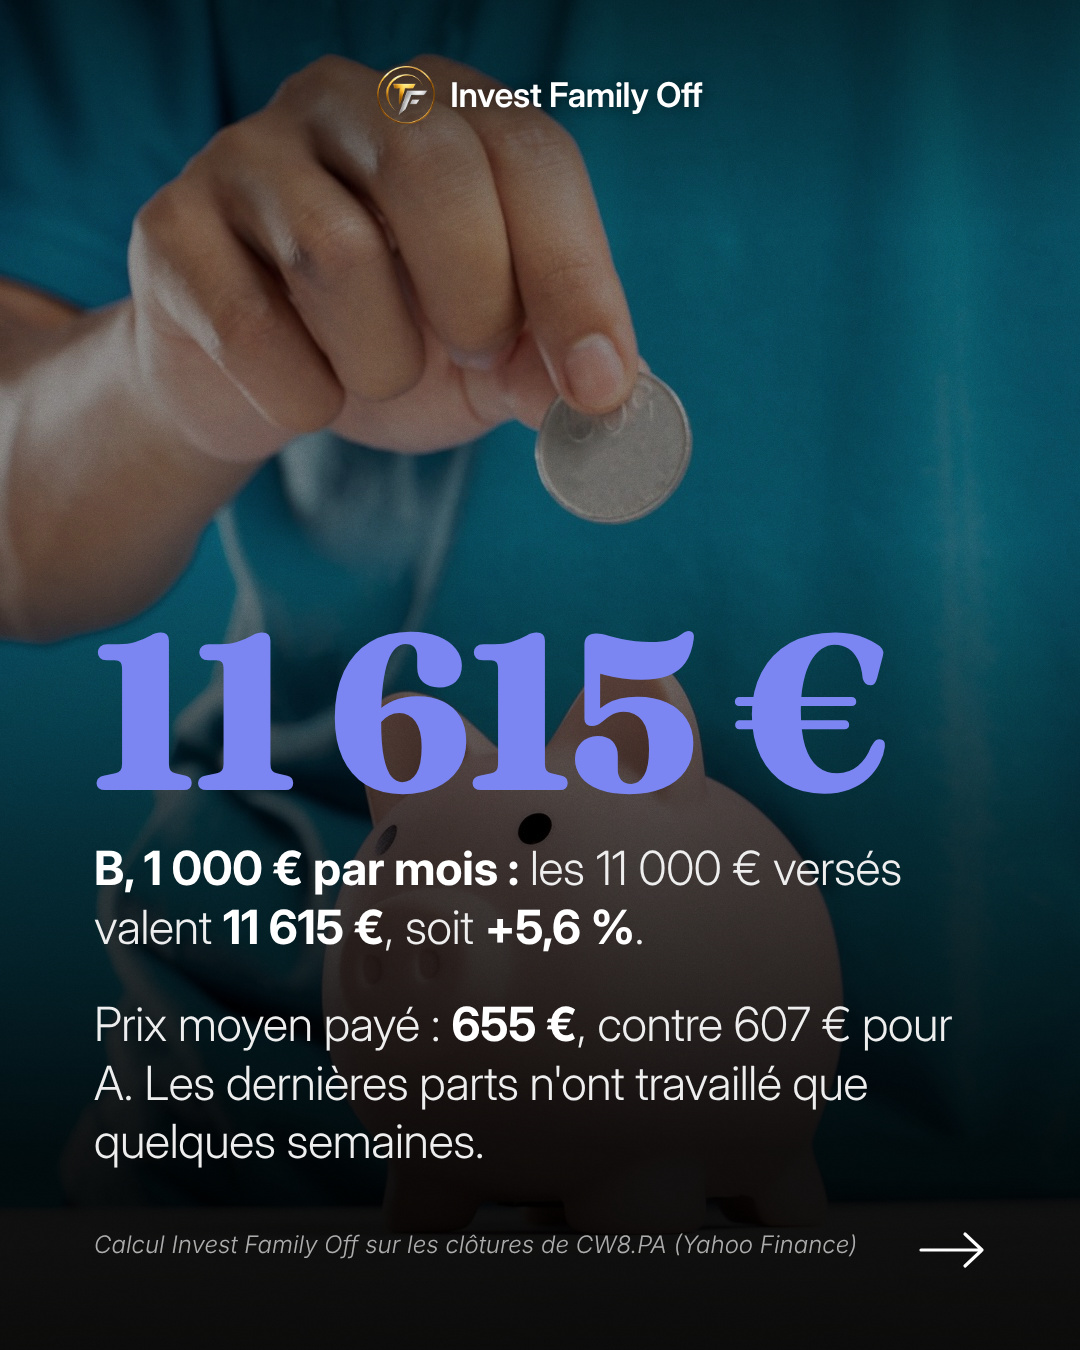 TF Invest Family Off
11 615 €
B, 1 000 € par mois : les 11 000 € versés
valent 11 615 €, soit +5,6 %.
Prix moyen payé : 655 €, contre 607 € pour
A. Les dernières parts n'ont travaillé que
quelques semaines.
Calcul Invest Family Off sur les clôtures de CW8.PA (Yahoo Finance)